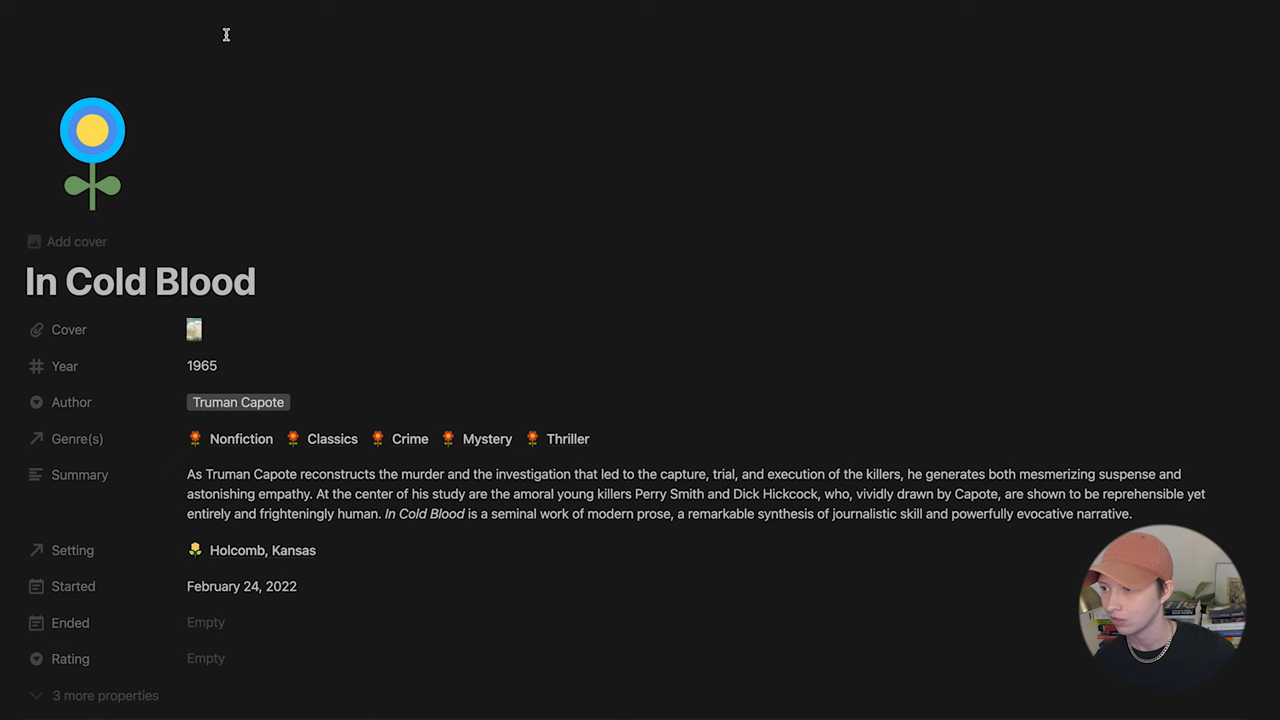 Add cover
In Cold Blood
Cover
Year 1965
Author Truman Capote
Genre(s) Nonfiction Classics Crime Mystery Thriller
Summary As Truman Capote reconstructs the murder and the investigation that led to the capture, trial, and execution of the killers, he generates both mesmerizing suspense and
astonishing empathy. At the center of his study are the amoral young killers Perry Smith and Dick Hickcock, who, vividly drawn by Capote, are shown to be reprehensible yet
entirely and frighteningly human. In Cold Blood is a seminal work of modern prose, a remarkable synthesis of journalistic skill and powerfully evocative narrative.
Setting Holcomb, Kansas
Started February 24, 2022
Ended Empty
Rating Empty
3 more properties